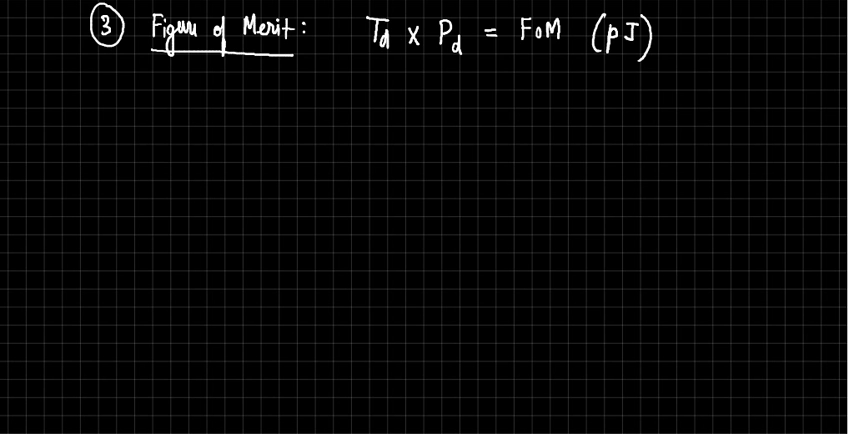 ③ Figure of Merit: Td × Pd = FoM (pJ)